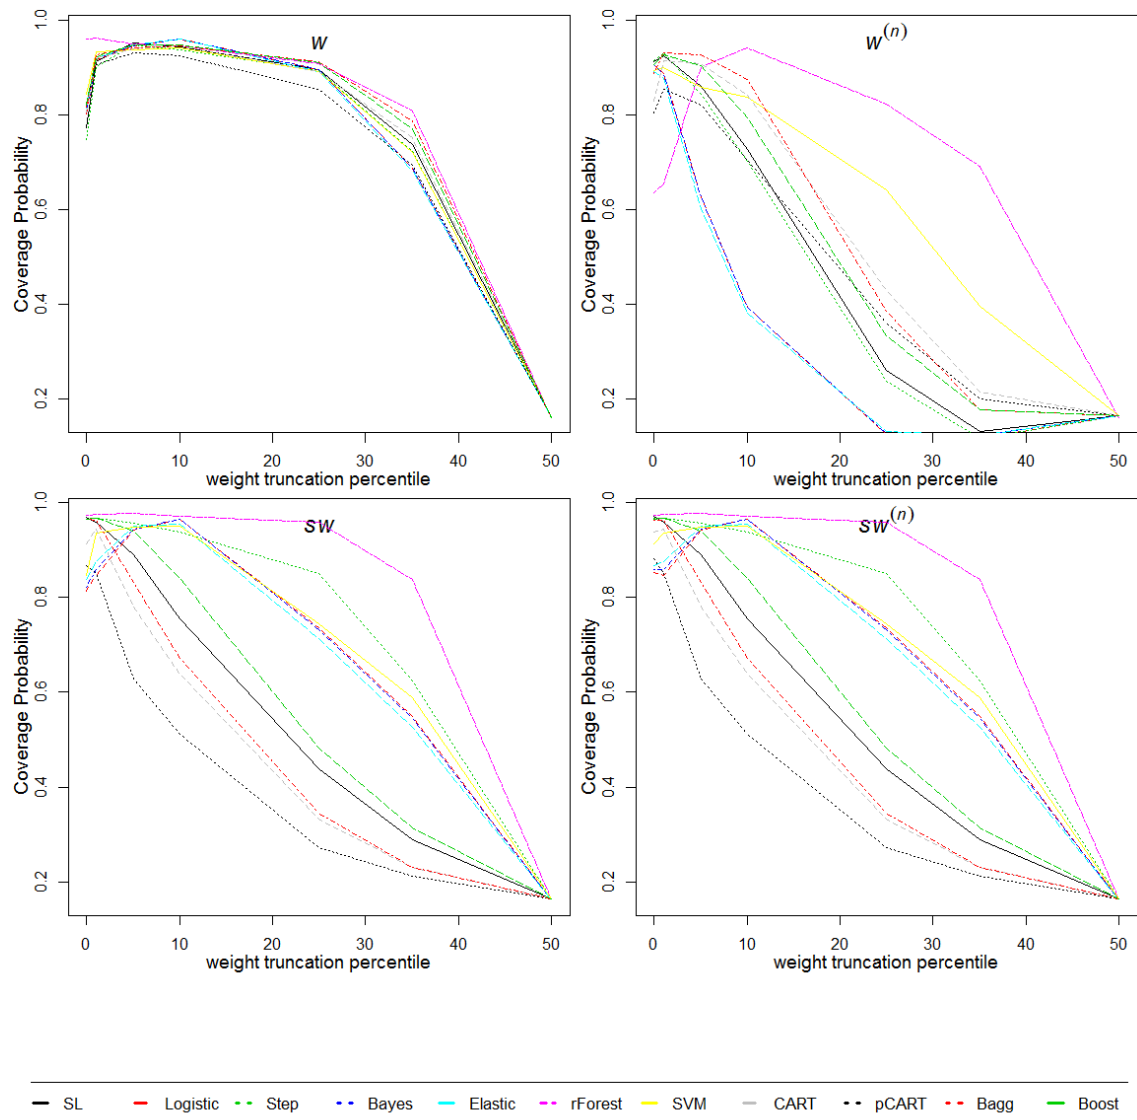 w
w(n)
Coverage Probability
1.0
0.8
0.6
0.4
0.2
0 10 20 30 40 50
weight truncation percentile
Coverage Probability
1.0
0.8
0.6
0.4
0.2
0 10 20 30 40 50
weight truncation percentile
sw
sw(n)
Coverage Probability
1.0
0.8
0.6
0.4
0.2
0 10 20 30 40 50
weight truncation percentile
Coverage Probability
1.0
0.8
0.6
0.4
0.2
0 10 20 30 40 50
weight truncation percentile
SL Logistic Step Bayes Elastic rForest SVM CART pCART Bagg Boost